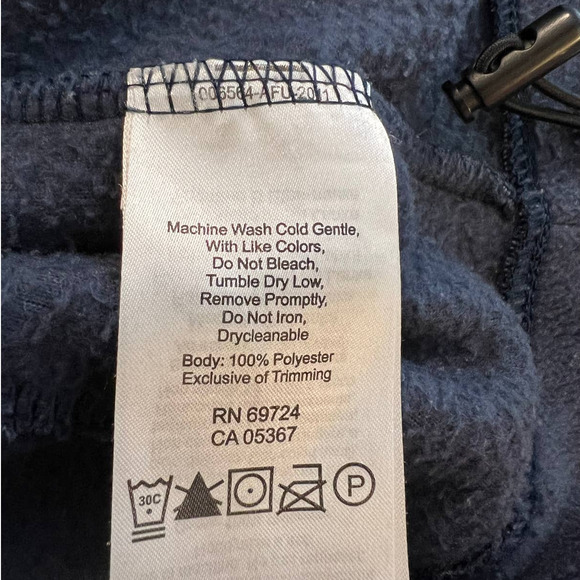 006564-AFU-2011
Machine Wash Cold Gentle,
With Like Colors,
Do Not Bleach,
Tumble Dry Low,
Remove Promptly,
Do Not Iron,
Drycleanable
Body: 100% Polyester
Exclusive of Trimming
RN 69724
CA 05367
30C
P